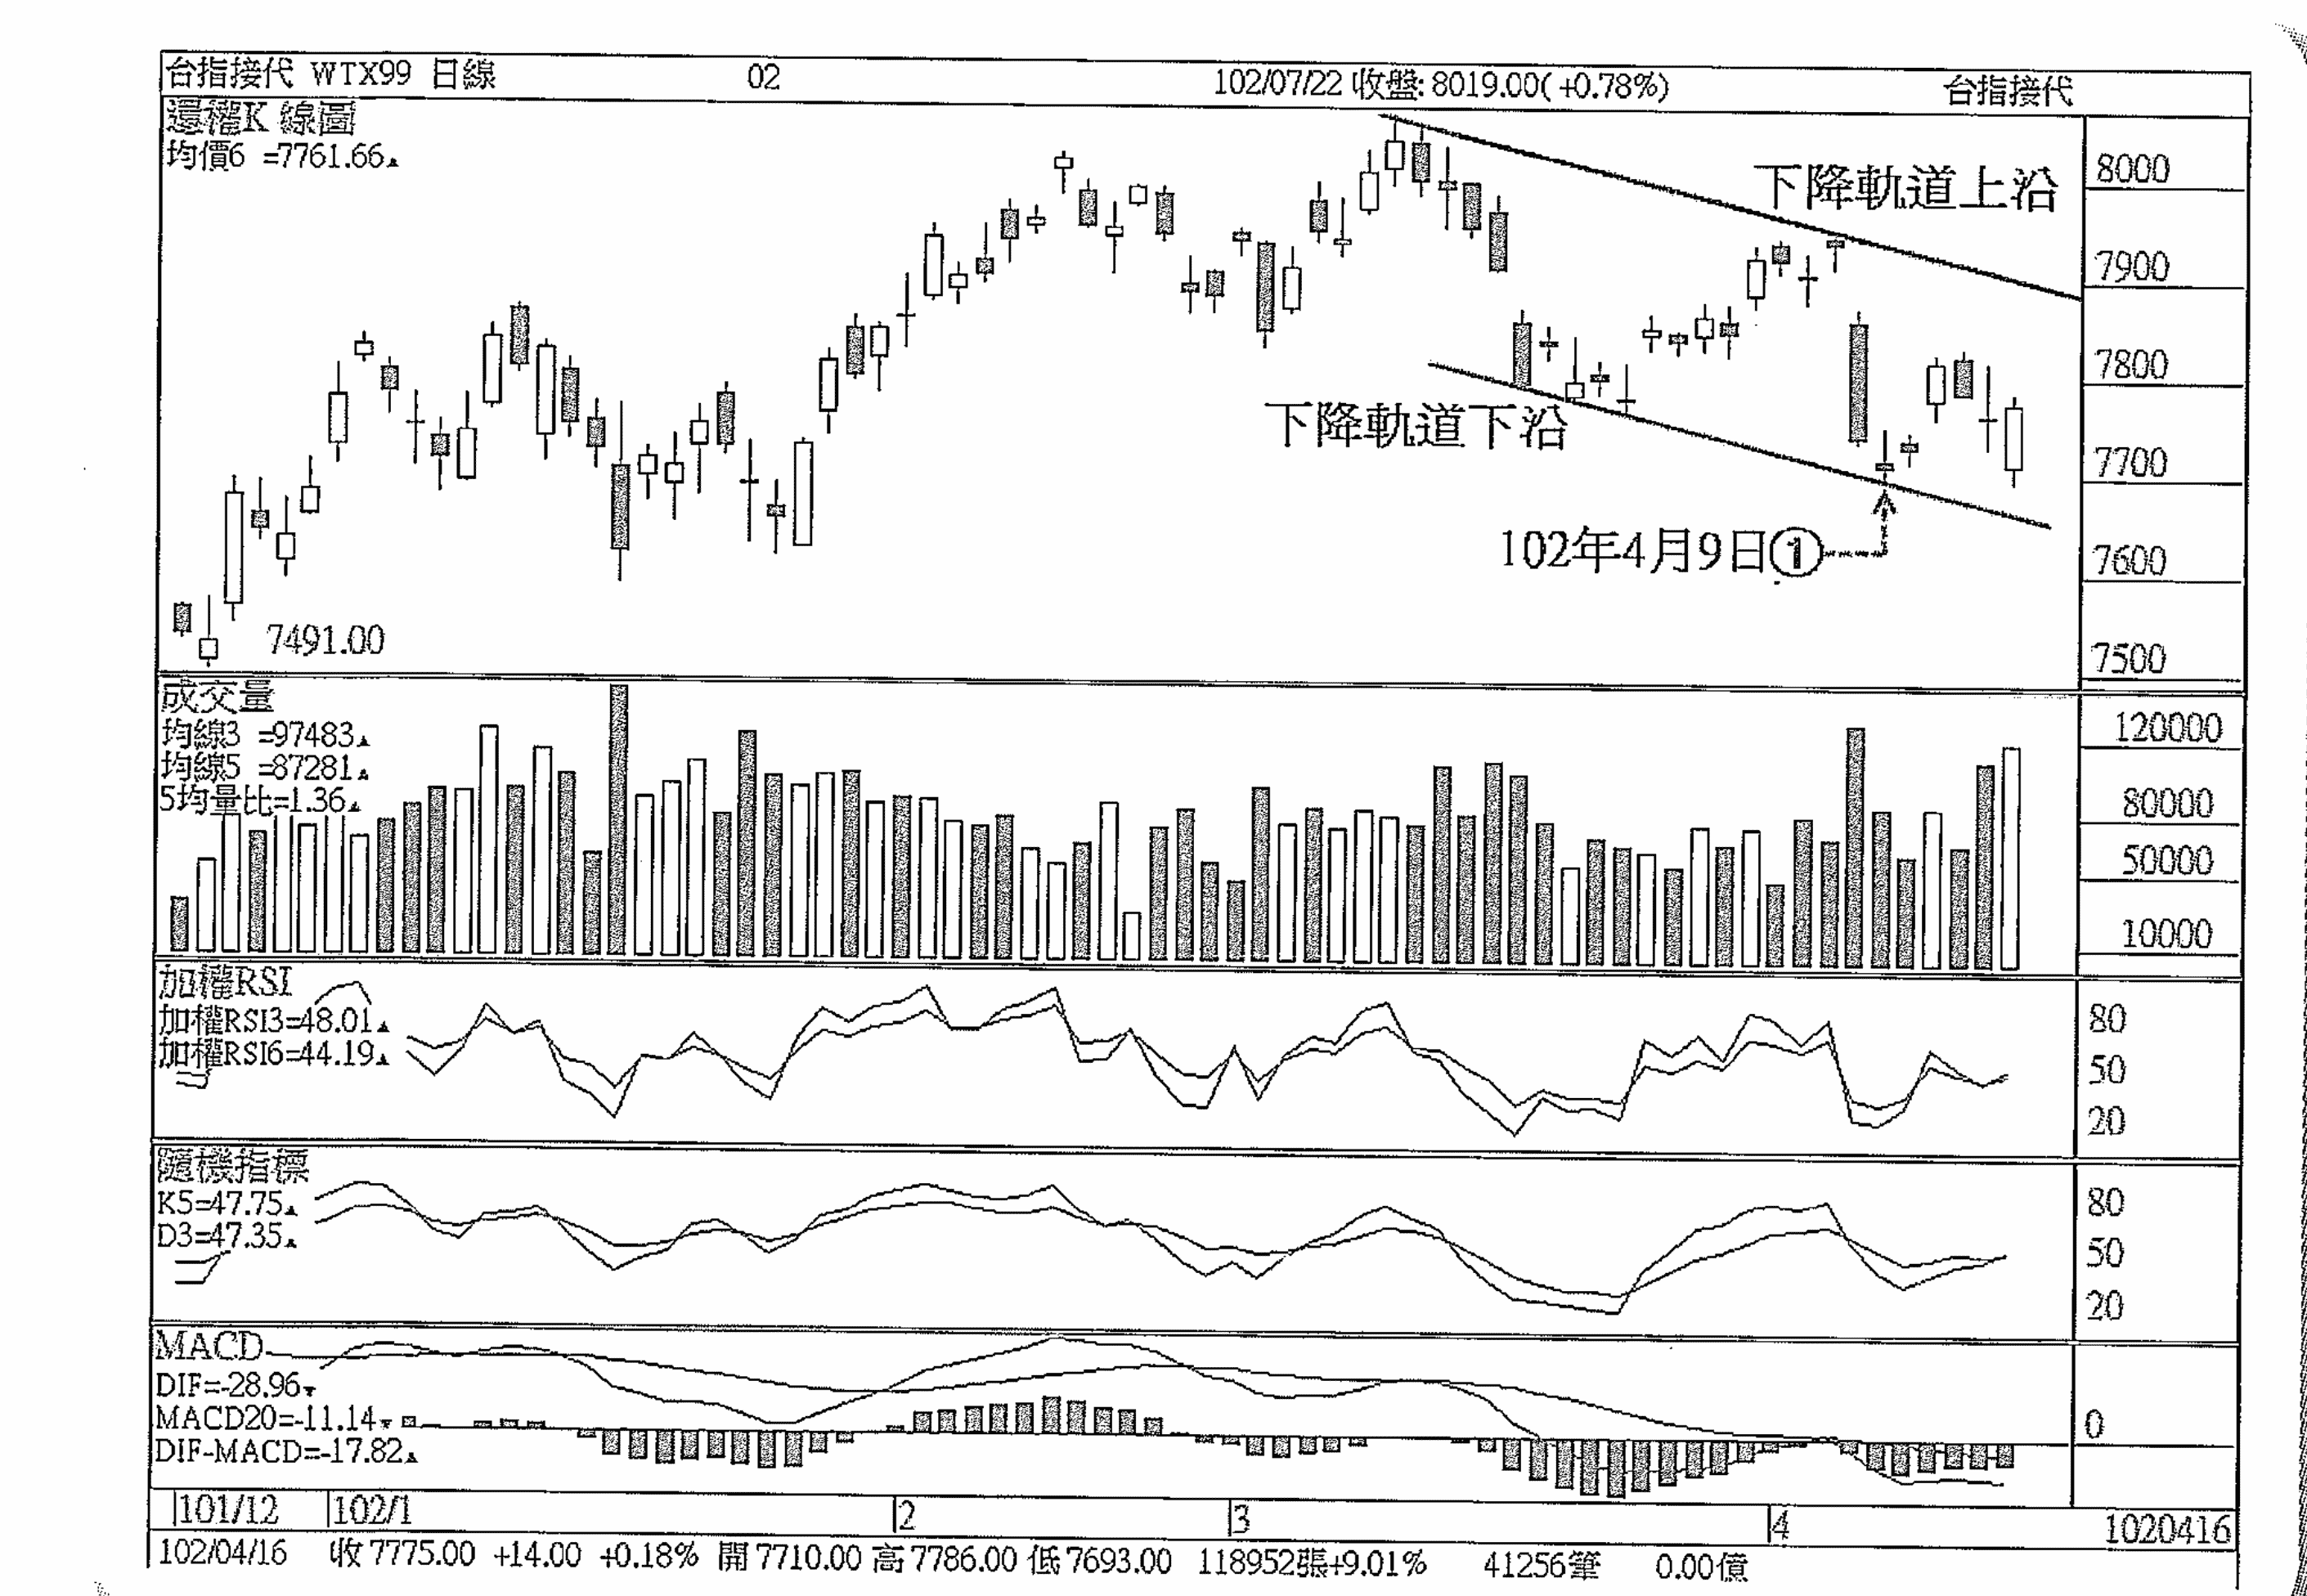 台指接代 WTX99 日線 02 102/07/22 收盤: 8019.00( +0.78%) 台指接代
還權K 線圖
均價6 =7761.66▲
8000
7900
7800
7700
7600
7500
下降軌道上沿
下降軌道下沿
102年4月9日①
7491.00
成交量
均線3 =97483▲
均線5 =87281▲
5均量比=1.36▲
120000
80000
50000
10000
加權RSI
加權RSI3=48.01▲
加權RSI6=44.19▲
80
50
20
隨機指標
K5=47.75▲
D3=47.35▲
80
50
20
MACD
DIF=-28.96▼
MACD20=-11.14▼
DIF-MACD=-17.82▲
0
101/12 102/1 2 3 4 1020416
102/04/16 收 7775.00 +14.00 +0.18% 開 7710.00 高 7786.00 低 7693.00 118952張+9.01% 41256筆 0.00億